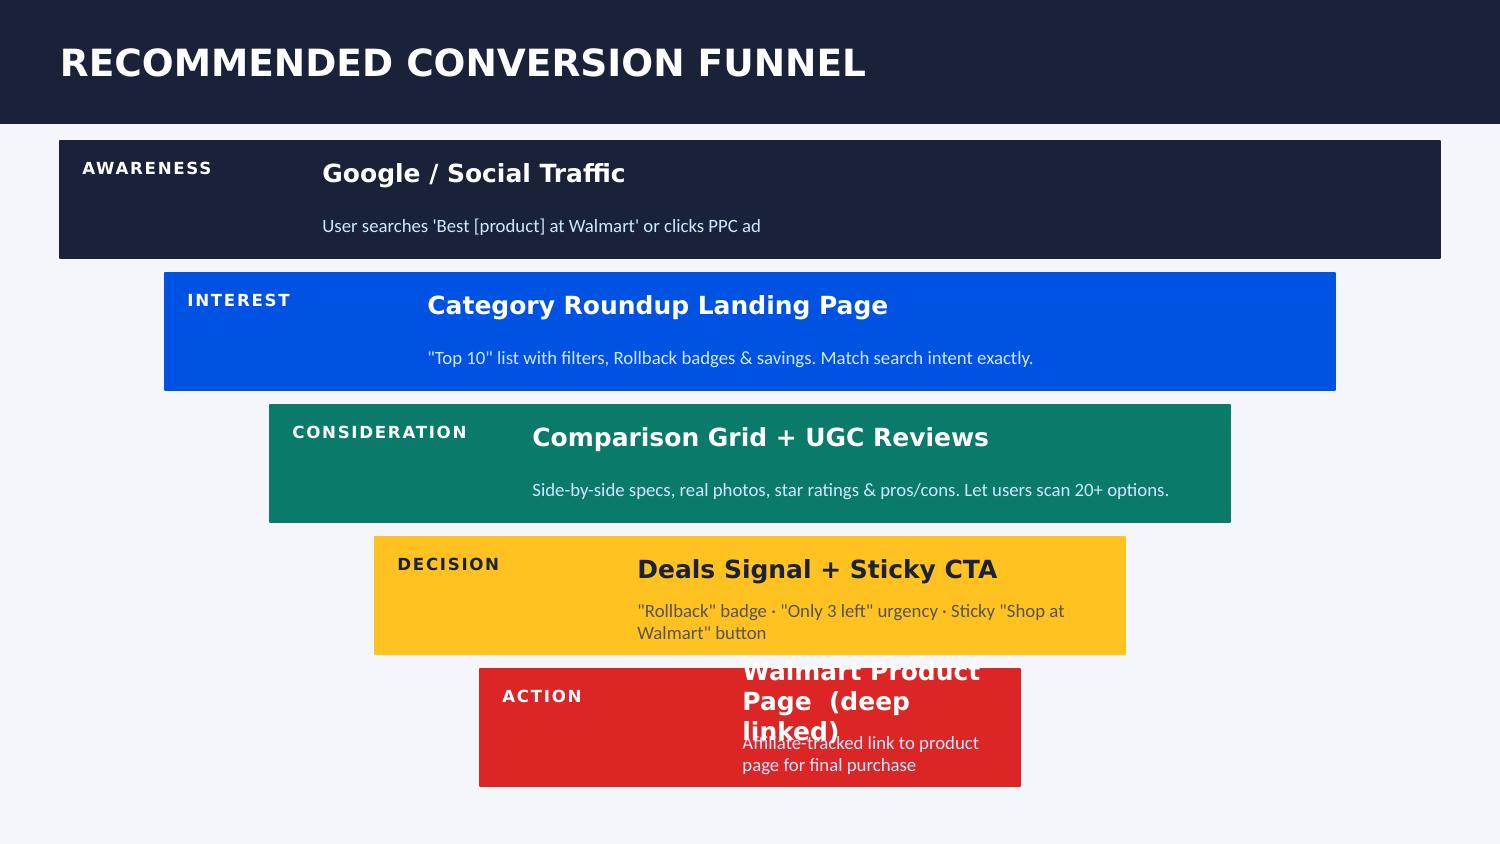 RECOMMENDED CONVERSION FUNNEL
AWARENESS
Google / Social Traffic
User searches 'Best [product] at Walmart' or clicks PPC ad
INTEREST
Category Roundup Landing Page
"Top 10" list with filters, Rollback badges & savings. Match search intent exactly.
CONSIDERATION
Comparison Grid + UGC Reviews
Side-by-side specs, real photos, star ratings & pros/cons. Let users scan 20+ options.
DECISION
Deals Signal + Sticky CTA
"Rollback" badge · "Only 3 left" urgency · Sticky "Shop at
Walmart" button
ACTION
Walmart Product
Page  (deep
linked)
Affiliate-tracked link to product
page for final purchase